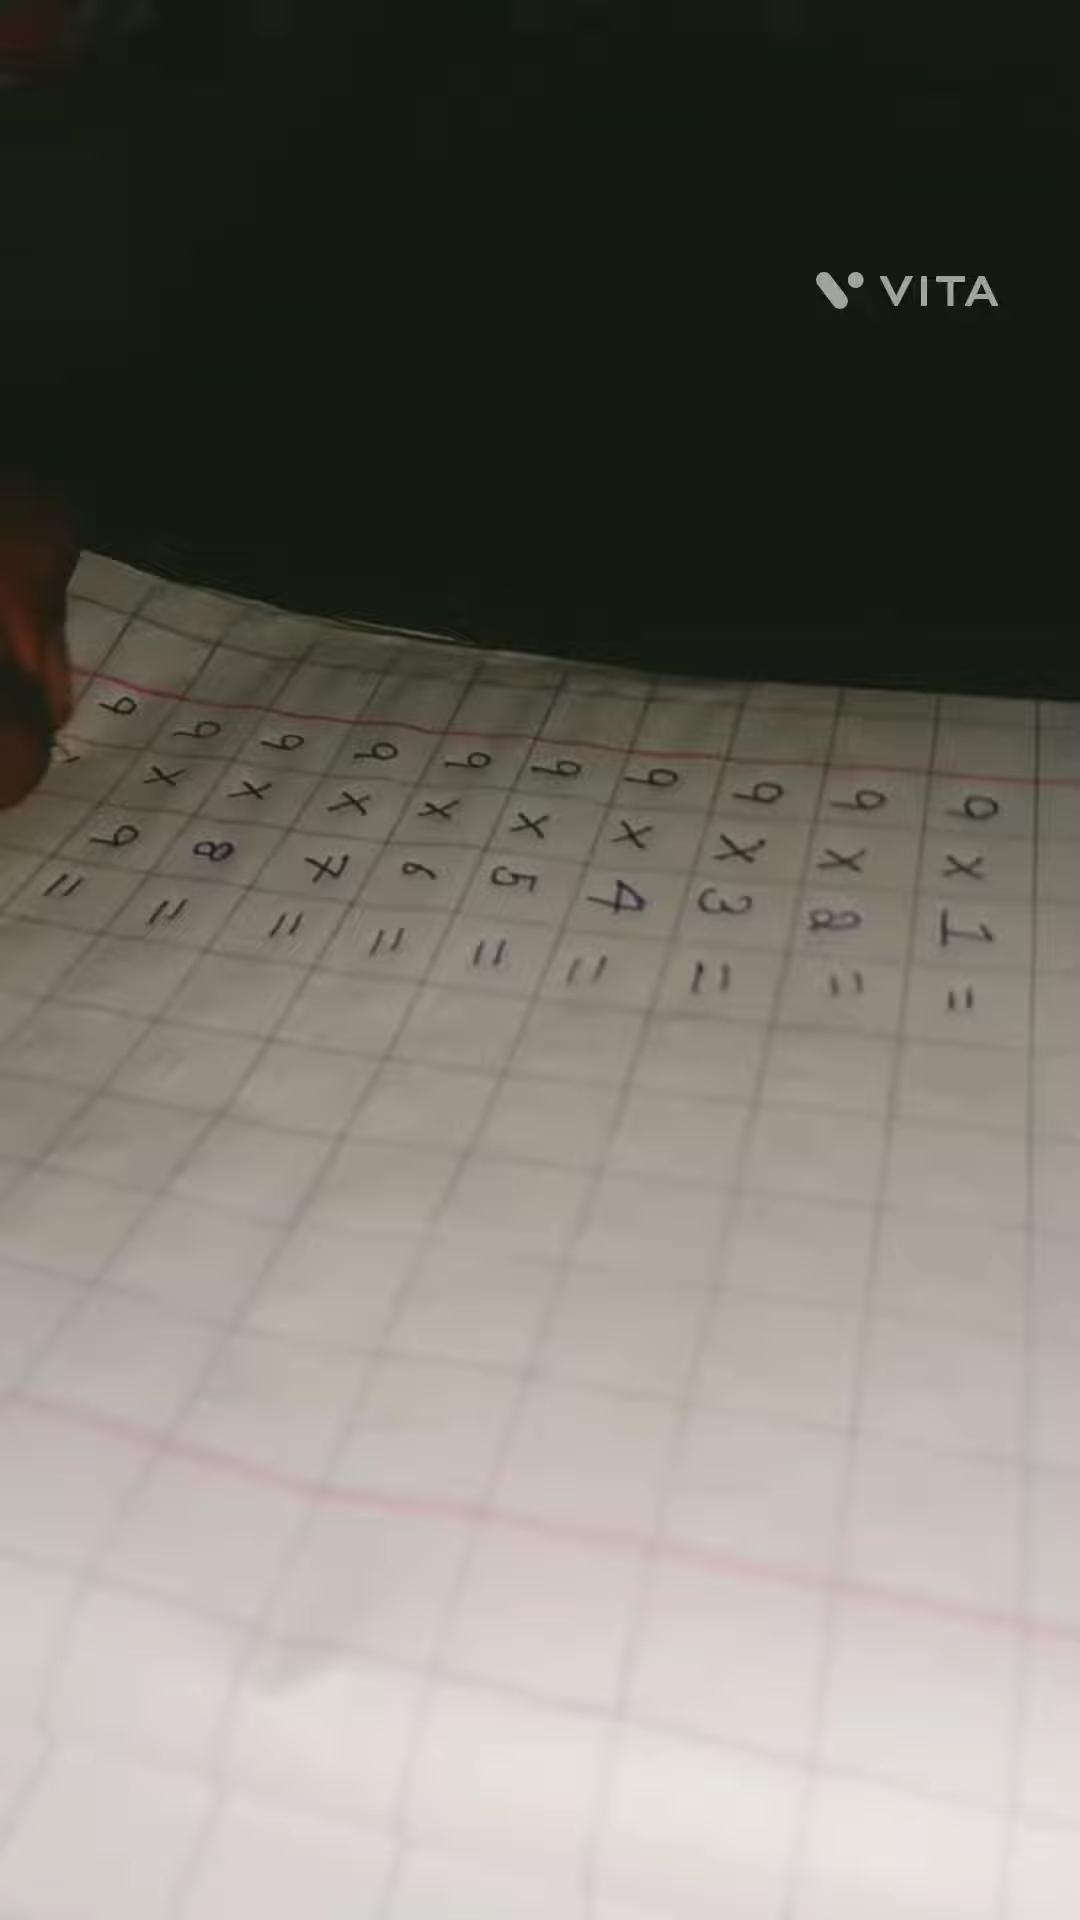 VITA
9 x 1 =
9 x 2 =
9 x 3 =
9 x 4 =
9 x 5 =
9 x 6 =
9 x 7 =
9 x 8 =
9 x 9 =
9